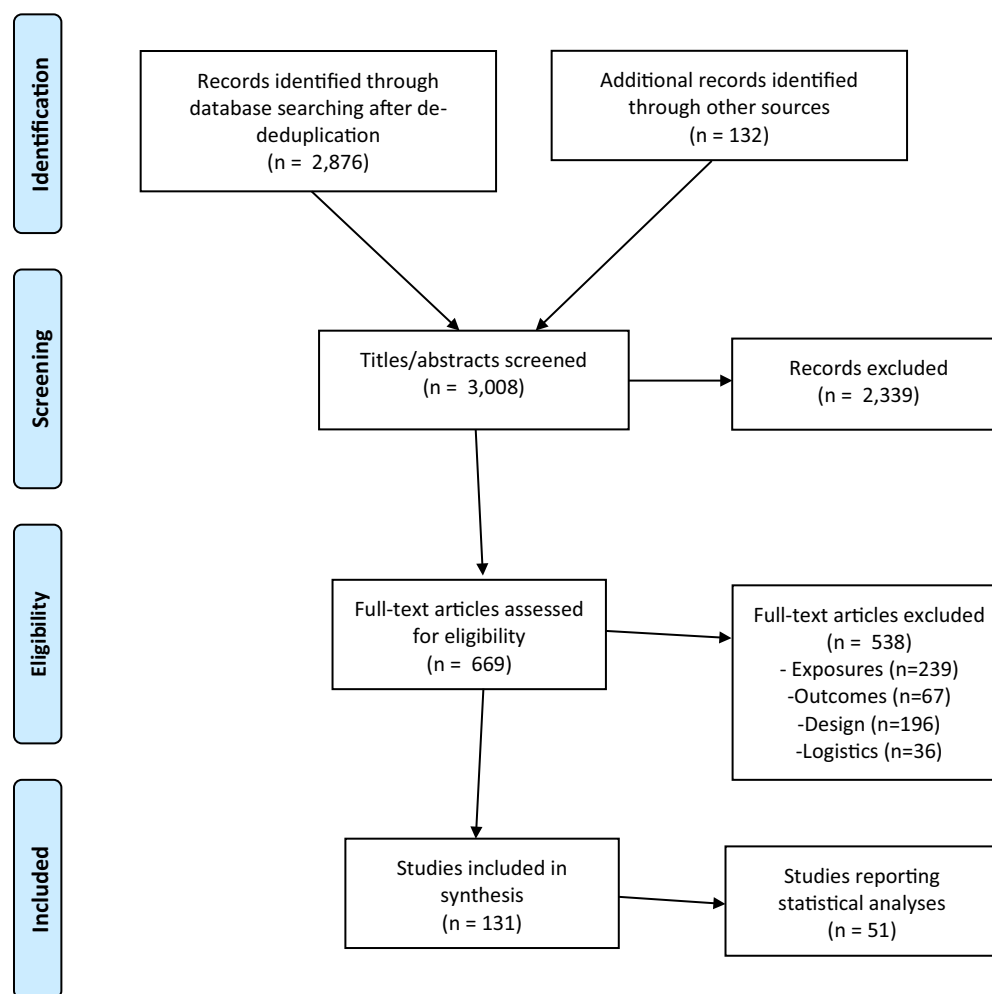 Identification
Records identified through
database searching after de-
deduplication
(n = 2,876)
Additional records identified
through other sources
(n = 132)
Screening
Titles/abstracts screened
(n = 3,008)
Records excluded
(n = 2,339)
Eligibility
Full-text articles assessed
for eligibility
(n = 669)
Full-text articles excluded
(n = 538)
- Exposures (n=239)
-Outcomes (n=67)
-Design (n=196)
-Logistics (n=36)
Included
Studies included in
synthesis
(n = 131)
Studies reporting
statistical analyses
(n = 51)